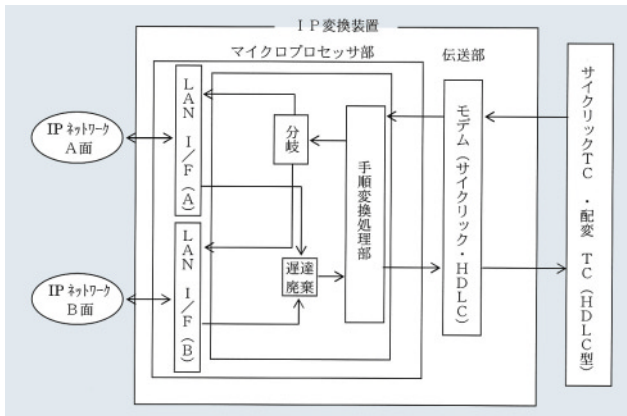 IP変換装置
マイクロプロセッサ部
伝送部
IPネットワーク
A面
IPネットワーク
B面
LAN I/F(A)
LAN I/F(B)
分岐
遅達
廃棄
手順変換処理部
モデム(サイクリック・HDLC)
サイクリックTC・配変TC(HDLC型)